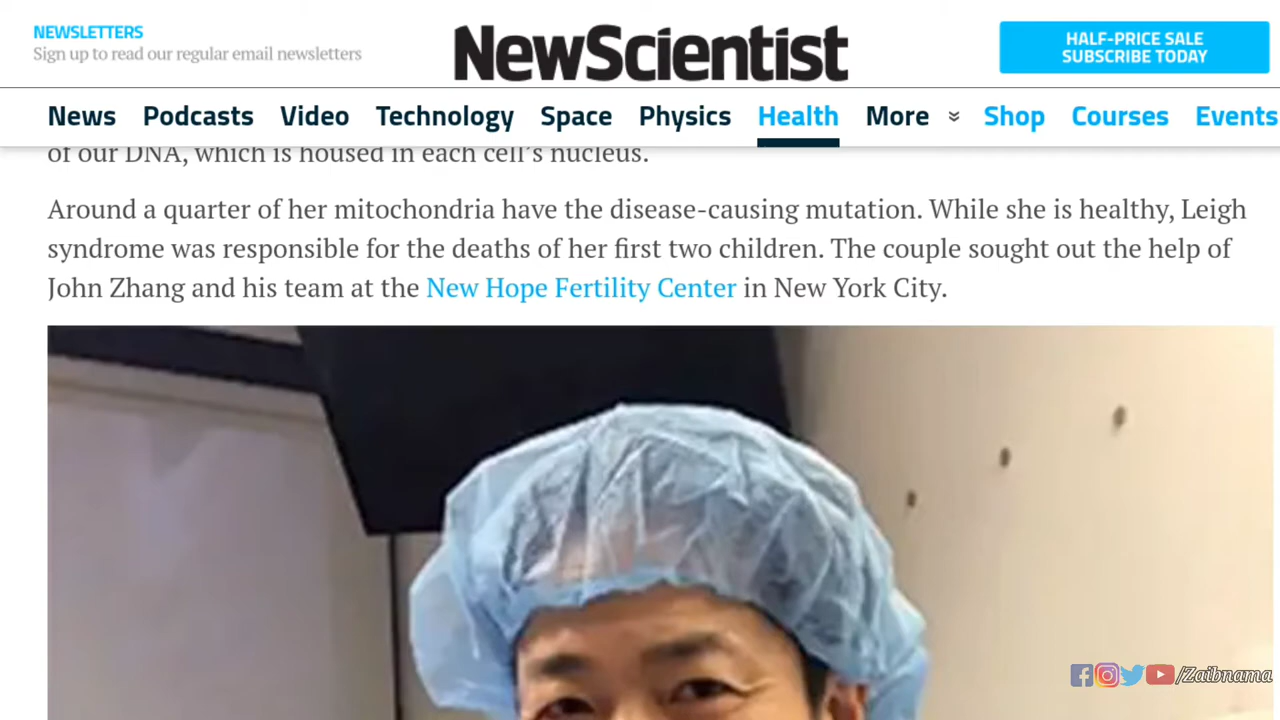 NEWSLETTERS
Sign up to read our regular email newsletters
NewScientist
HALF-PRICE SALE
SUBSCRIBE TODAY
News Podcasts Video Technology Space Physics Health More Shop Courses Events
of our DNA, which is housed in each cell's nucleus.
Around a quarter of her mitochondria have the disease-causing mutation. While she is healthy, Leigh
syndrome was responsible for the deaths of her first two children. The couple sought out the help of
John Zhang and his team at the New Hope Fertility Center in New York City.
/Zaibnama